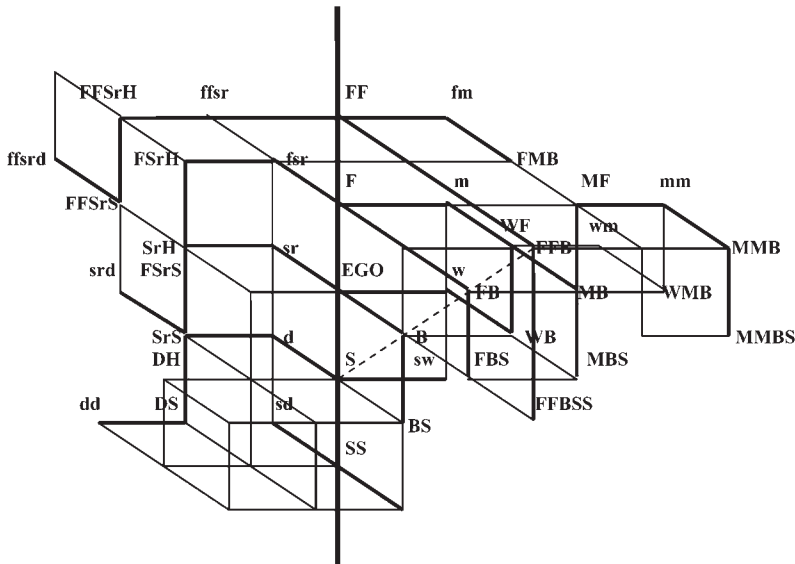 FFSrH ffsr FF fm
ffsrd FSrH fsr FMB
F m MF mm
FFSrS
WF wm
SrH sr FFB MMB
srd FSrS EGO w
FB MB WMB
SrS d B WB MMBS
DH S sw FBS MBS
dd DS sd FFBSS
BS
SS